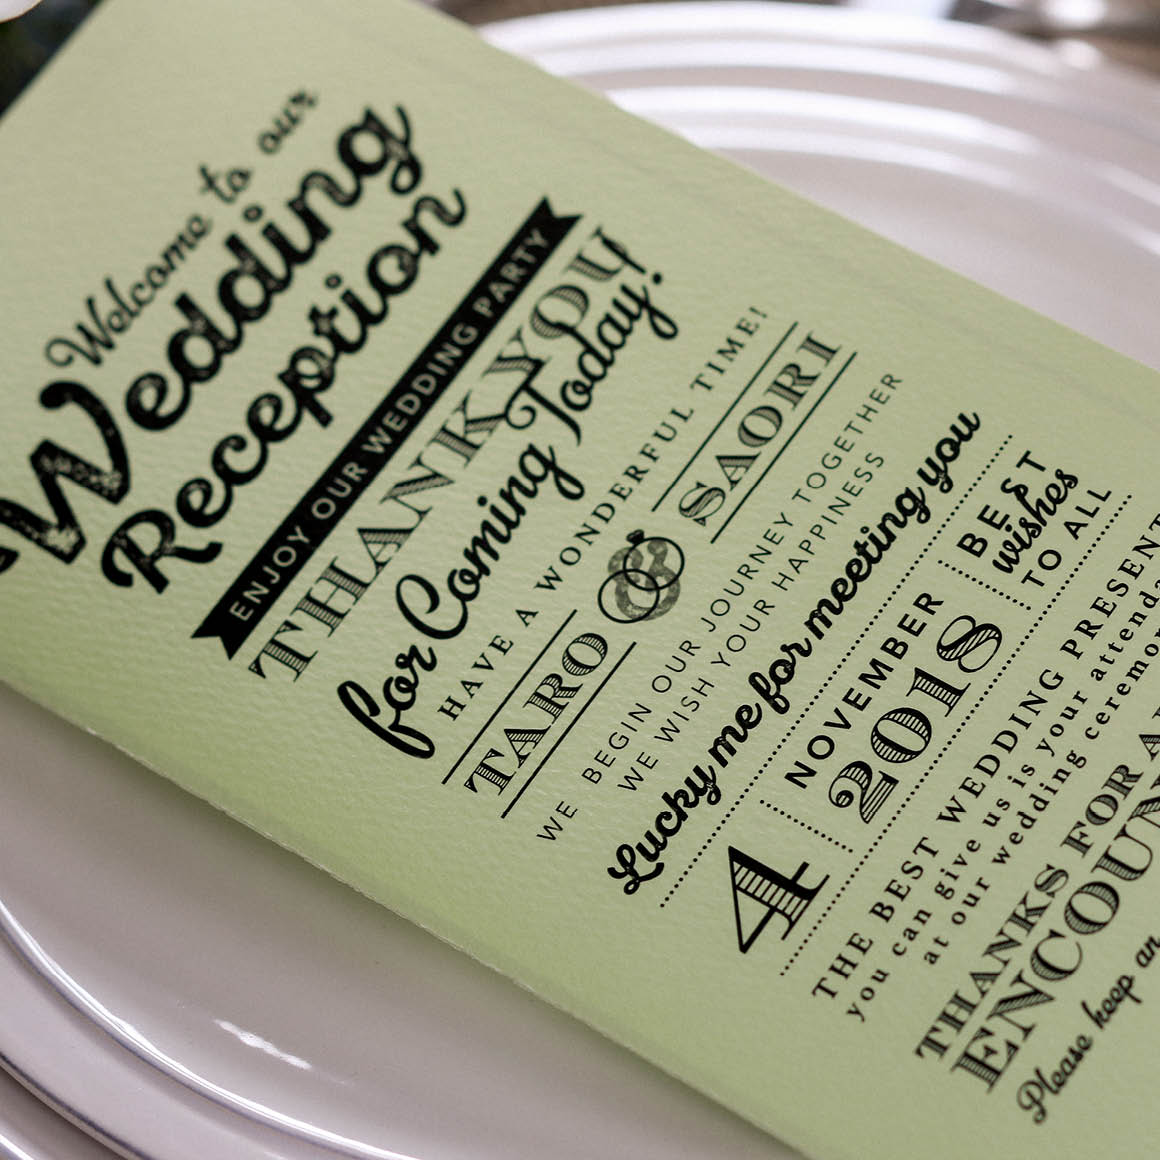 Welcome to our
Wedding
Reception
ENJOY OUR WEDDING PARTY
THANK YOU
for Coming Today!
HAVE A WONDERFUL TIME!
TARO & SAORI
WE BEGIN OUR JOURNEY TOGETHER
WE WISH YOUR HAPPINESS
Lucky me for meeting you
4
NOVEMBER
2018
BEST
wishes
TO ALL
THE BEST WEDDING PRESENT
you can give us is your
at our wedding
THANKS FOR
Please keep an